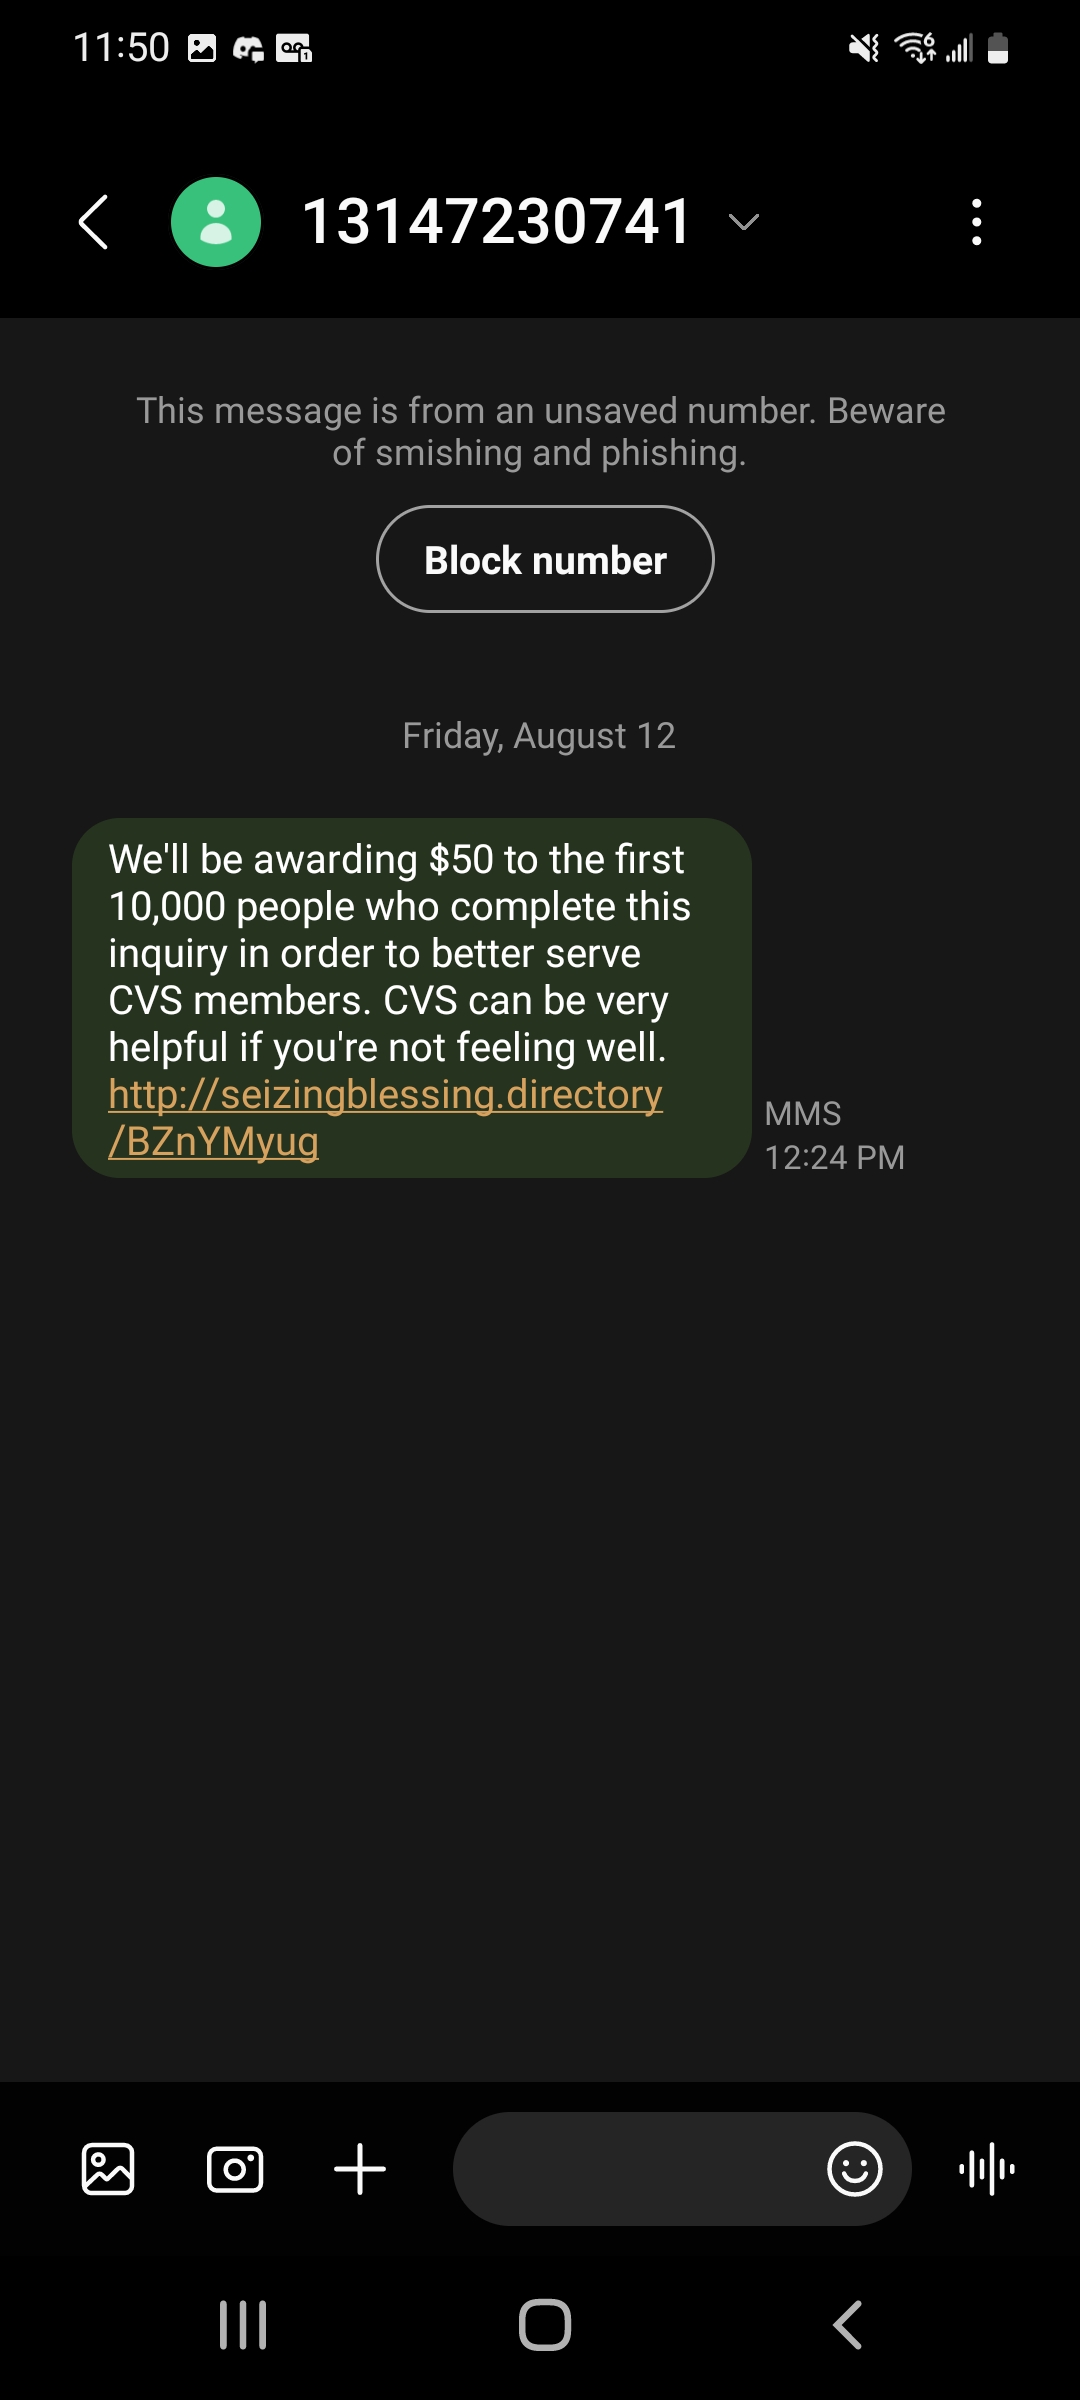 11:50
13147230741
This message is from an unsaved number. Beware
of smishing and phishing.
Block number
Friday, August 12
We'll be awarding $50 to the first
10,000 people who complete this
inquiry in order to better serve
CVS members. CVS can be very
helpful if you're not feeling well.
http://seizingblessing.directory
/BZnYMyug
MMS
12:24 PM